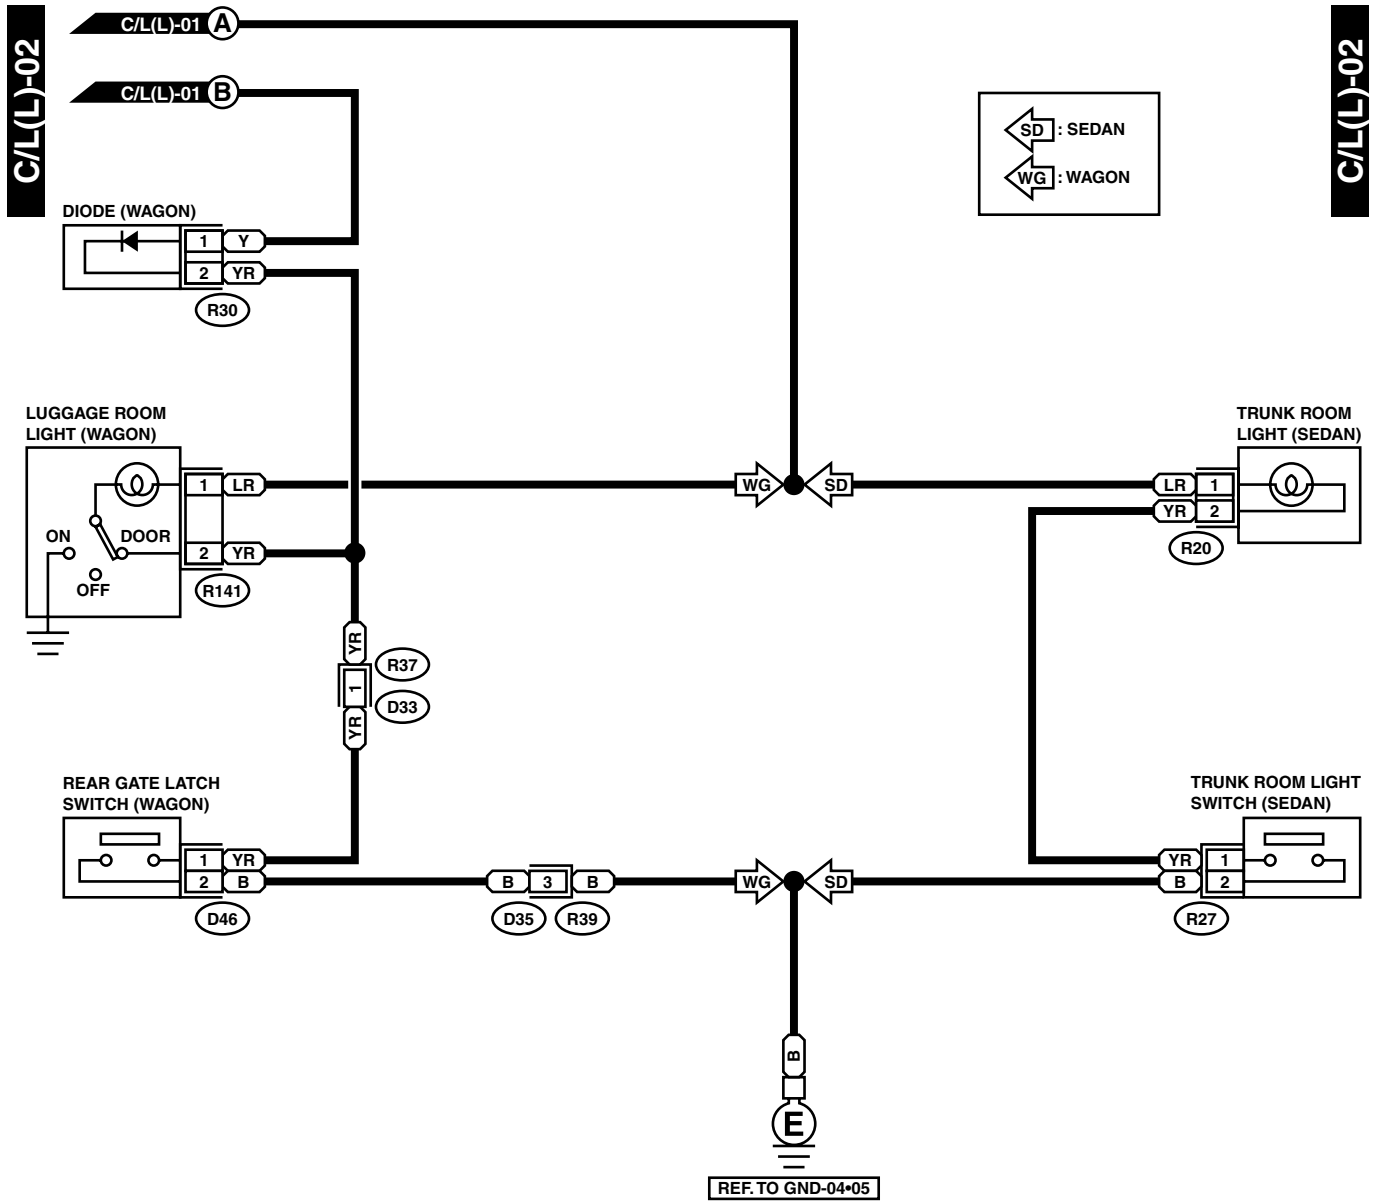 C/L(L)-02
C/L(L)-01 A
C/L(L)-01 B
C/L(L)-02
SD : SEDAN
WG : WAGON
DIODE (WAGON)
1 Y
2 YR
R30
LUGGAGE ROOM
LIGHT (WAGON)
ON
DOOR
OFF
1 LR
2 YR
R141
WG
SD
TRUNK ROOM
LIGHT (SEDAN)
LR 1
YR 2
R20
YR
R37
1
D33
YR
REAR GATE LATCH
SWITCH (WAGON)
1 YR
2 B
D46
B 3 B
D35
R39
WG
SD
TRUNK ROOM LIGHT
SWITCH (SEDAN)
YR 1
B 2
R27
B
E
REF. TO GND-04•05